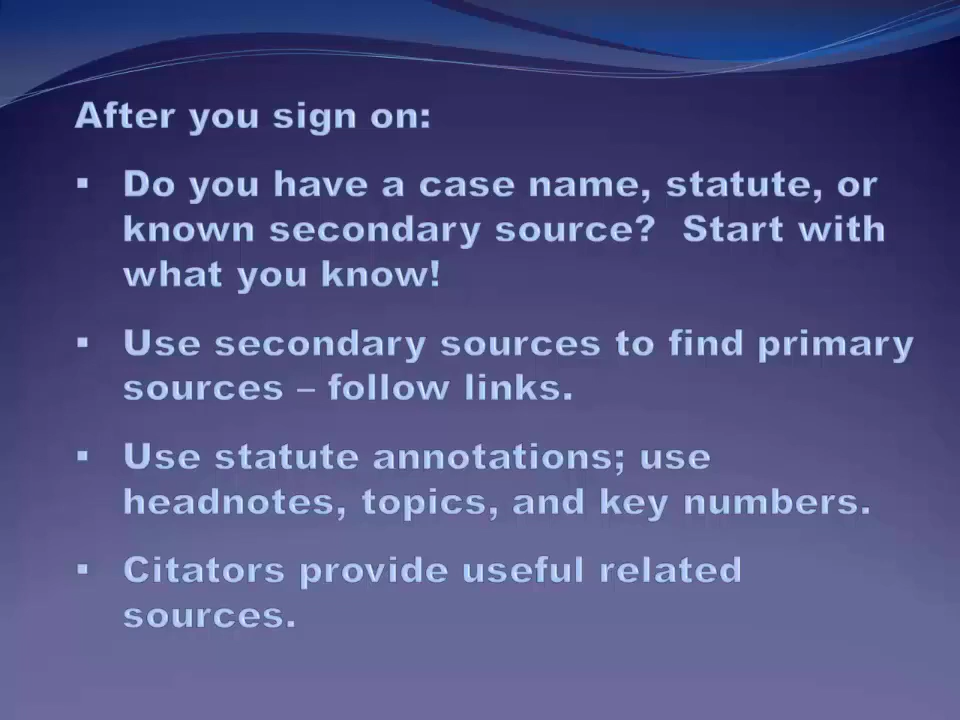 After you sign on:
▪ Do you have a case name, statute, or
known secondary source?  Start with
what you know!
▪ Use secondary sources to find primary
sources – follow links.
▪ Use statute annotations; use
headnotes, topics, and key numbers.
▪ Citators provide useful related
sources.